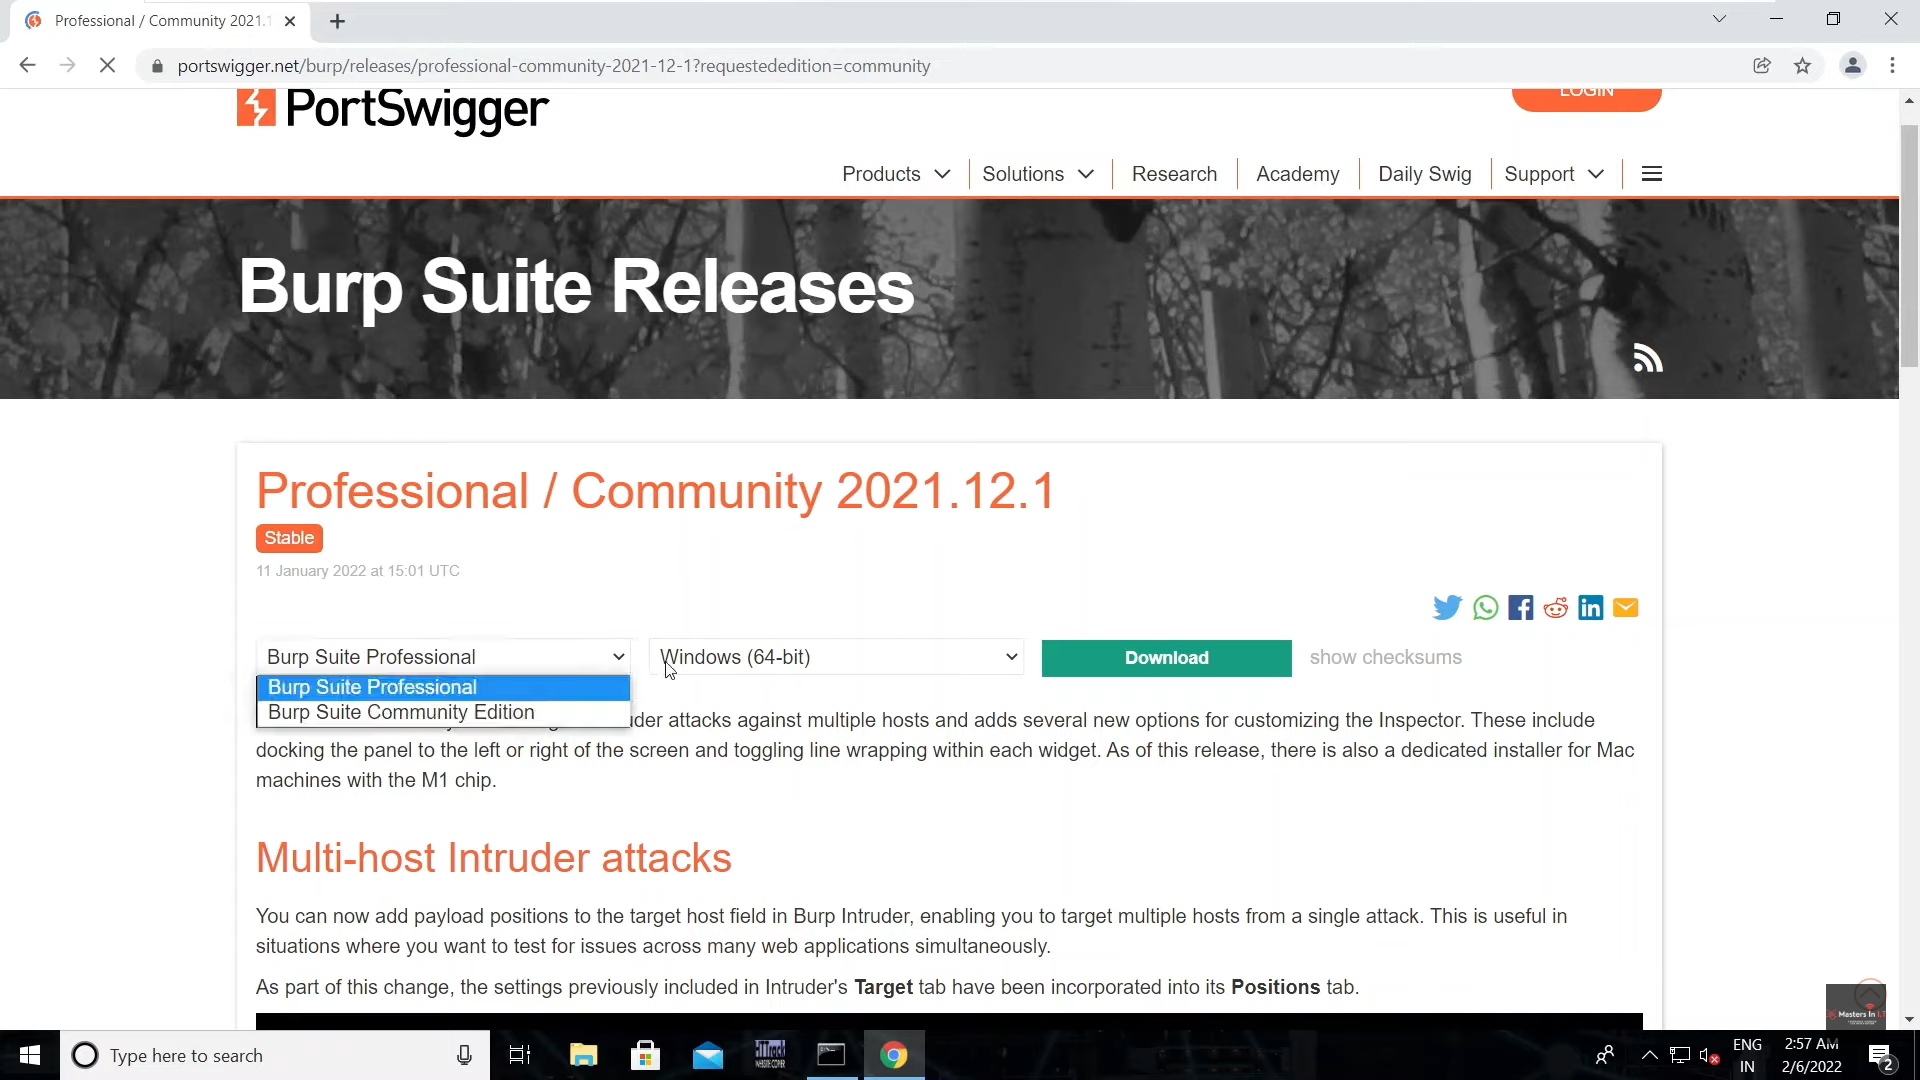 Professional / Community 2021.1
portswigger.net/burp/releases/professional-community-2021-12-1?requestededition=community
PortSwigger
LOGIN
Products
Solutions
Research
Academy
Daily Swig
Support
Burp Suite Releases
Professional / Community 2021.12.1
Stable
11 January 2022 at 15:01 UTC
Burp Suite Professional
Windows (64-bit)
Download
show checksums
Burp Suite Professional
Burp Suite Community Edition
attacks against multiple hosts and adds several new options for customizing the Inspector. These include
docking the panel to the left or right of the screen and toggling line wrapping within each widget. As of this release, there is also a dedicated installer for Mac
machines with the M1 chip.
Multi-host Intruder attacks
You can now add payload positions to the target host field in Burp Intruder, enabling you to target multiple hosts from a single attack. This is useful in
situations where you want to test for issues across many web applications simultaneously.
As part of this change, the settings previously included in Intruder's Target tab have been incorporated into its Positions tab.
Masters In I.T
Type here to search
HTTrack
WEBSITE COPIER
ENG
IN
2:57 AM
2/6/2022
2